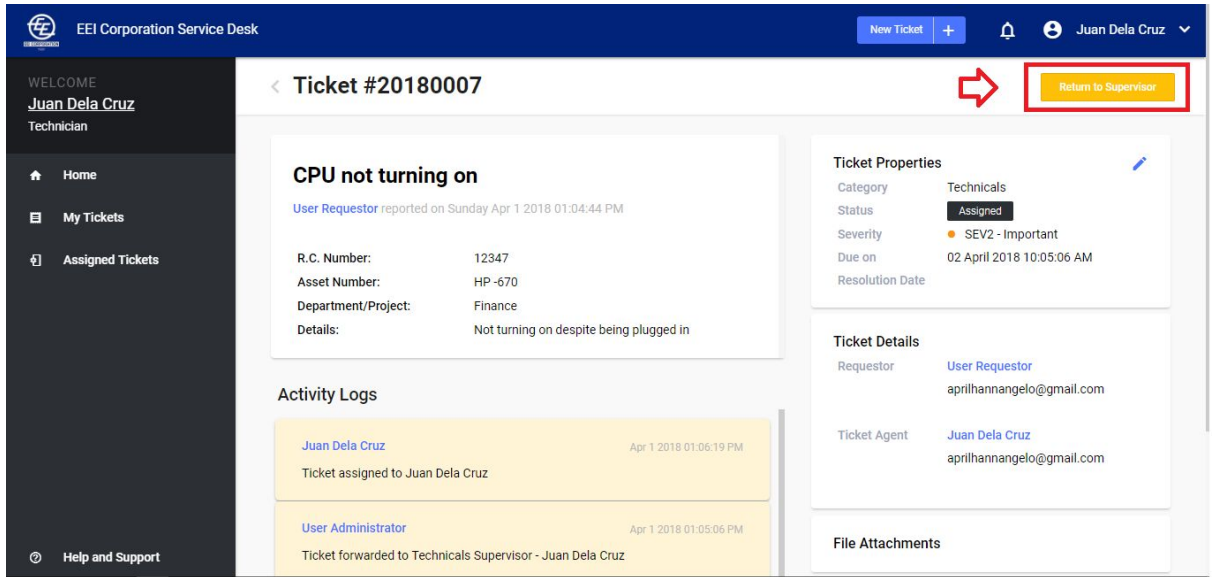 EEI Corporation Service Desk
New Ticket +
Juan Dela Cruz
WELCOME
Juan Dela Cruz
Technician
Home
My Tickets
Assigned Tickets
Help and Support
Ticket #20180007
Return to Supervisor
CPU not turning on
User Requestor reported on Sunday Apr 1 2018 01:04:44 PM
R.C. Number: 12347
Asset Number: HP -670
Department/Project: Finance
Details: Not turning on despite being plugged in
Activity Logs
Juan Dela Cruz Apr 1 2018 01:06:19 PM
Ticket assigned to Juan Dela Cruz
User Administrator Apr 1 2018 01:05:06 PM
Ticket forwarded to Technicals Supervisor - Juan Dela Cruz
Ticket Properties
Category Technicals
Status Assigned
Severity SEV2 - Important
Due on 02 April 2018 10:05:06 AM
Resolution Date
Ticket Details
Requestor User Requestor
aprilhannangelo@gmail.com
Ticket Agent Juan Dela Cruz
aprilhannangelo@gmail.com
File Attachments